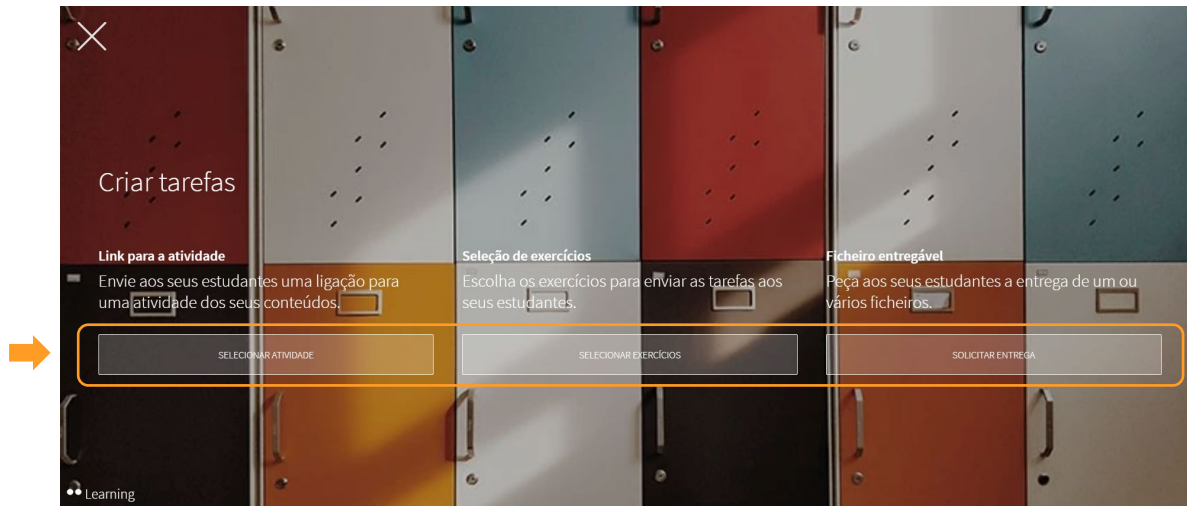 Criar tarefas
Link para a atividade
Envie aos seus estudantes uma ligação para
uma atividade dos seus conteúdos.
SELECIONAR ATIVIDADE
Seleção de exercícios
Escolha os exercícios para enviar as tarefas aos
seus estudantes.
SELECIONAR EXERCÍCIOS
Ficheiro entregável
Peça aos seus estudantes a entrega de um ou
vários ficheiros.
SOLICITAR ENTREGA
Learning